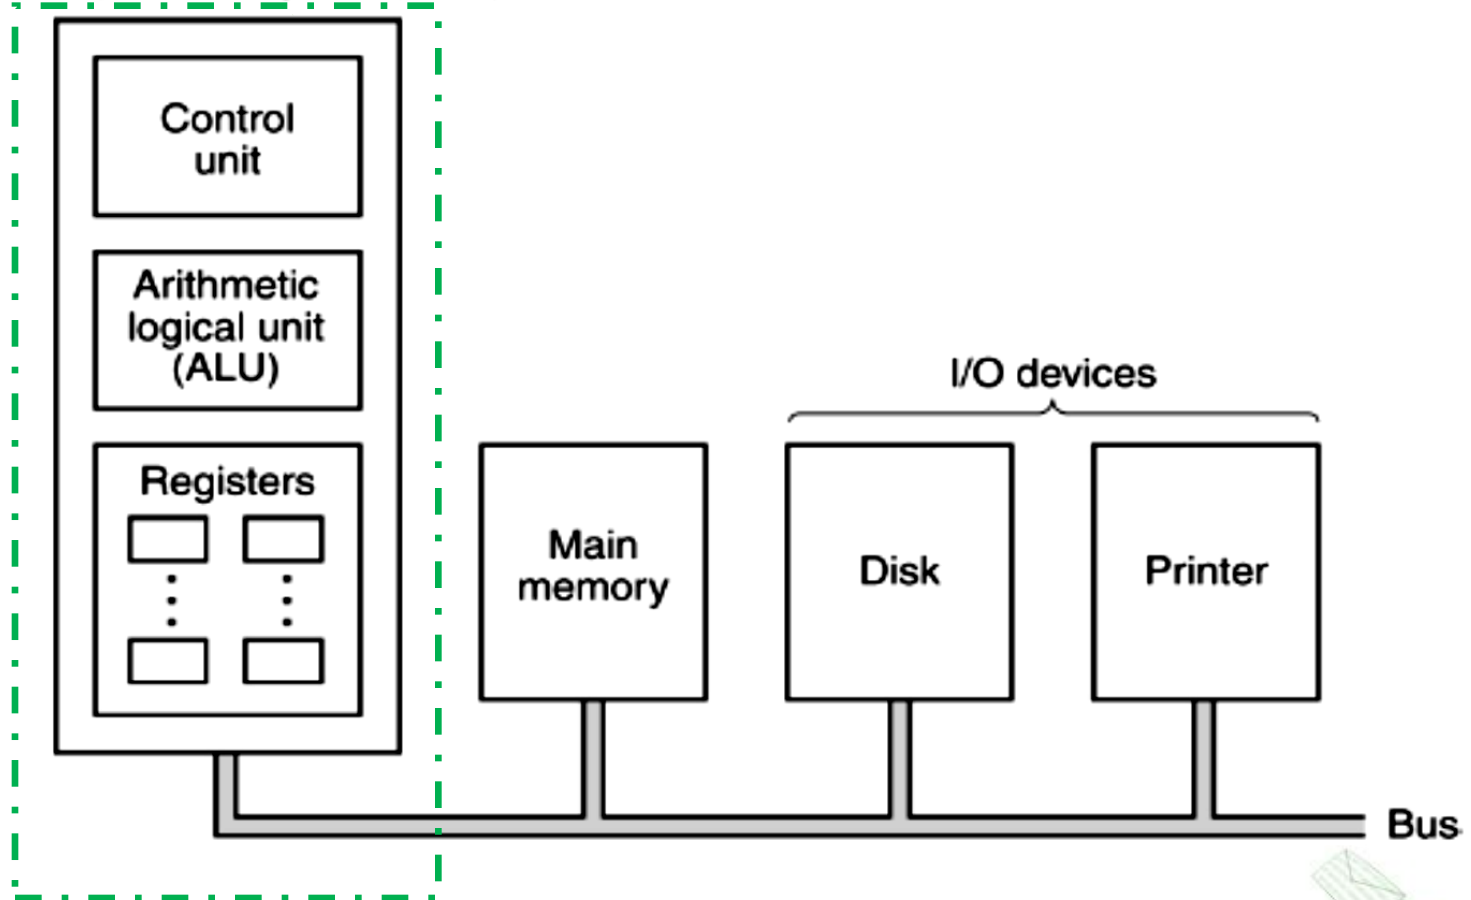 Control
unit
Arithmetic
logical unit
(ALU)
Registers
I/O devices
Main
memory
Disk
Printer
Bus